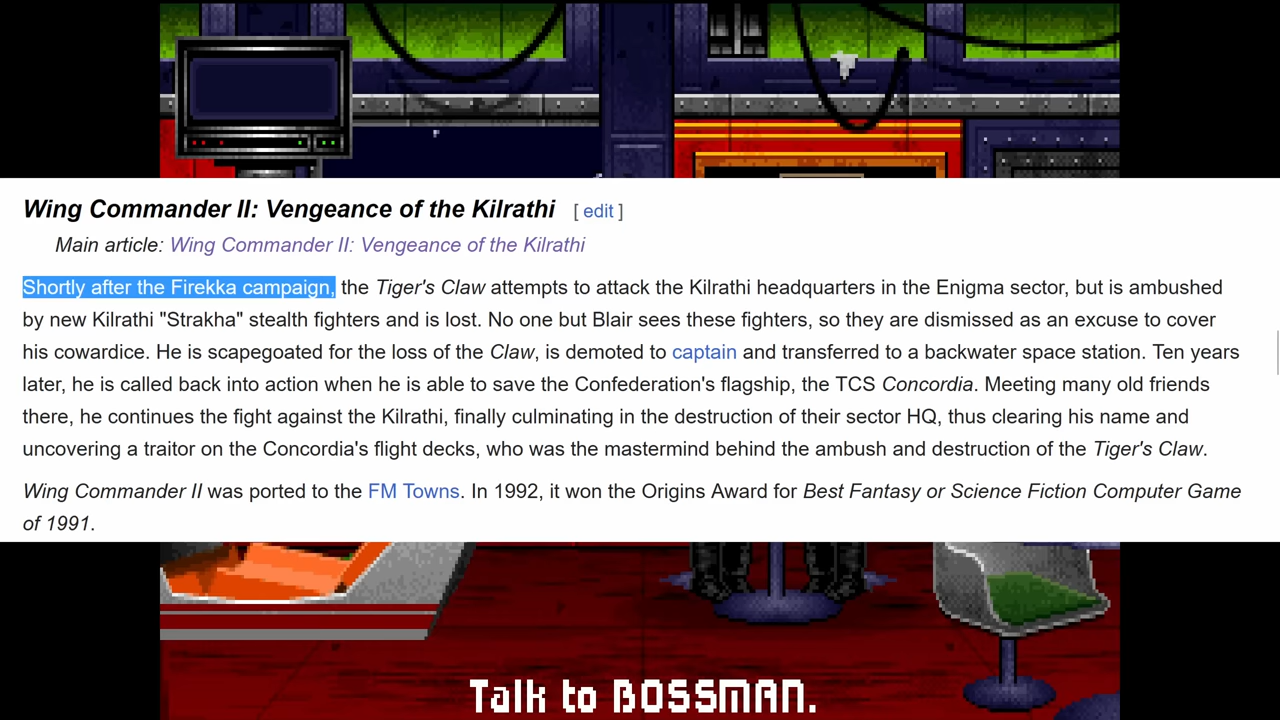 Wing Commander II: Vengeance of the Kilrathi [ edit ]
Main article: Wing Commander II: Vengeance of the Kilrathi
Shortly after the Firekka campaign, the Tiger's Claw attempts to attack the Kilrathi headquarters in the Enigma sector, but is ambushed
by new Kilrathi "Strakha" stealth fighters and is lost. No one but Blair sees these fighters, so they are dismissed as an excuse to cover
his cowardice. He is scapegoated for the loss of the Claw, is demoted to captain and transferred to a backwater space station. Ten years
later, he is called back into action when he is able to save the Confederation's flagship, the TCS Concordia. Meeting many old friends
there, he continues the fight against the Kilrathi, finally culminating in the destruction of their sector HQ, thus clearing his name and
uncovering a traitor on the Concordia's flight decks, who was the mastermind behind the ambush and destruction of the Tiger's Claw.
Wing Commander II was ported to the FM Towns. In 1992, it won the Origins Award for Best Fantasy or Science Fiction Computer Game
of 1991.
Talk to BOSSMAN.